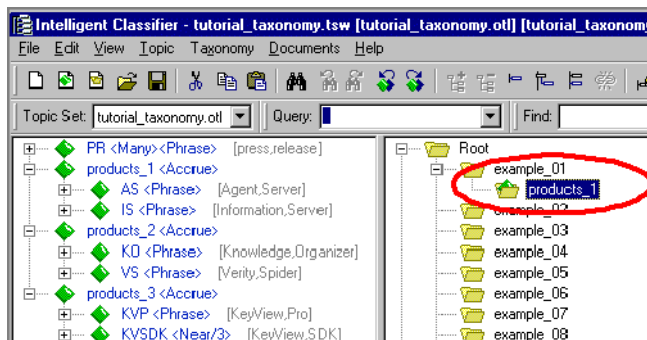 Intelligent Classifier - tutorial_taxonomy.tsw [tutorial_taxonomy.otl] [tutorial_taxonomy
File Edit View Topic Taxonomy Documents Help
Topic Set: tutorial_taxonomy.otl Query: Find:
PR <Many><Phrase> [press,release]
products_1 <Accrue>
AS <Phrase> [Agent,Server]
IS <Phrase> [Information,Server]
products_2 <Accrue>
KO <Phrase> [Knowledge,Organizer]
VS <Phrase> [Verity,Spider]
products_3 <Accrue>
KVP <Phrase> [KeyView,Pro]
KVSDK <Near/3> [KeyView,SDK]
Root
example_01
products_1
example_02
example_03
example_04
example_05
example_06
example_07
example_08